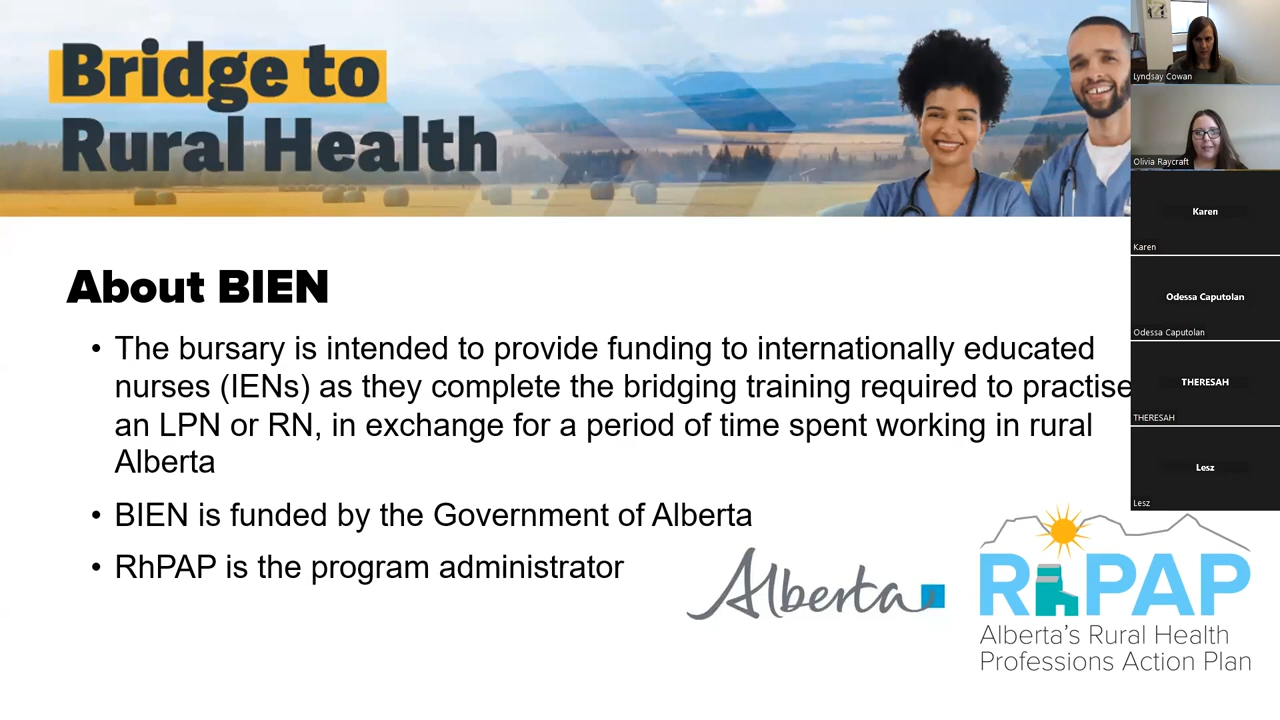 Bridge to
Rural Health
About BIEN
• The bursary is intended to provide funding to internationally educated
nurses (IENs) as they complete the bridging training required to practise
an LPN or RN, in exchange for a period of time spent working in rural
Alberta
• BIEN is funded by the Government of Alberta
• RhPAP is the program administrator
Alberta
RhPAP
Alberta's Rural Health
Professions Action Plan
Lyndsay Cowan
Olivia Raycraft
Karen
Karen
Odessa Caputolan
Odessa Caputolan
THERESAH
THERESAH
Lesz
Lesz